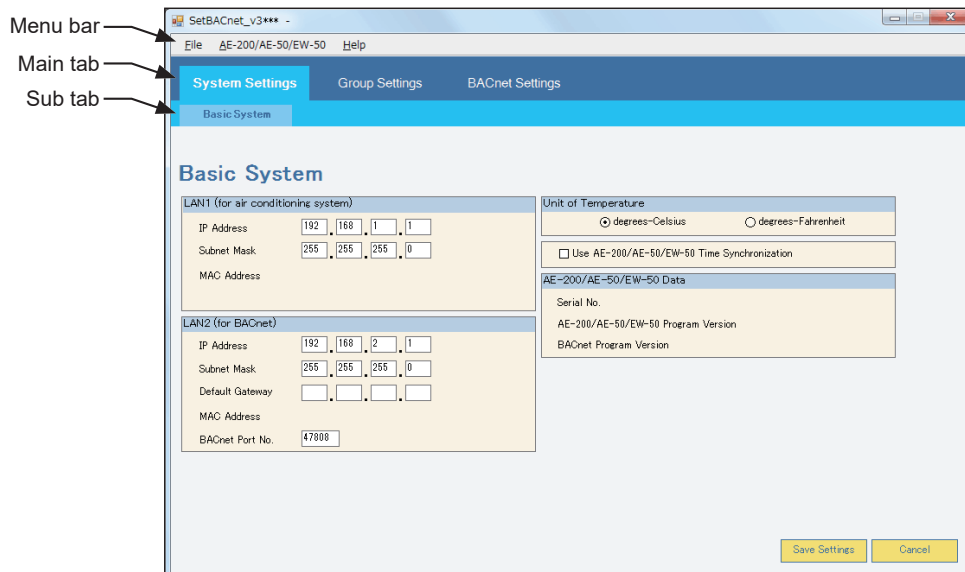 SetBACnet_v3*** -
Menu bar
File AE-200/AE-50/EW-50 Help
Main tab
System Settings Group Settings BACnet Settings
Sub tab
Basic System
Basic System
LAN1 (for air conditioning system)
IP Address 192 . 168 . 1 . 1
Subnet Mask 255 . 255 . 255 . 0
MAC Address
LAN2 (for BACnet)
IP Address 192 . 168 . 2 . 1
Subnet Mask 255 . 255 . 255 . 0
Default Gateway . . .
MAC Address
BACnet Port No. 47808
Unit of Temperature
degrees-Celsius degrees-Fahrenheit
Use AE-200/AE-50/EW-50 Time Synchronization
AE-200/AE-50/EW-50 Data
Serial No.
AE-200/AE-50/EW-50 Program Version
BACnet Program Version
Save Settings Cancel